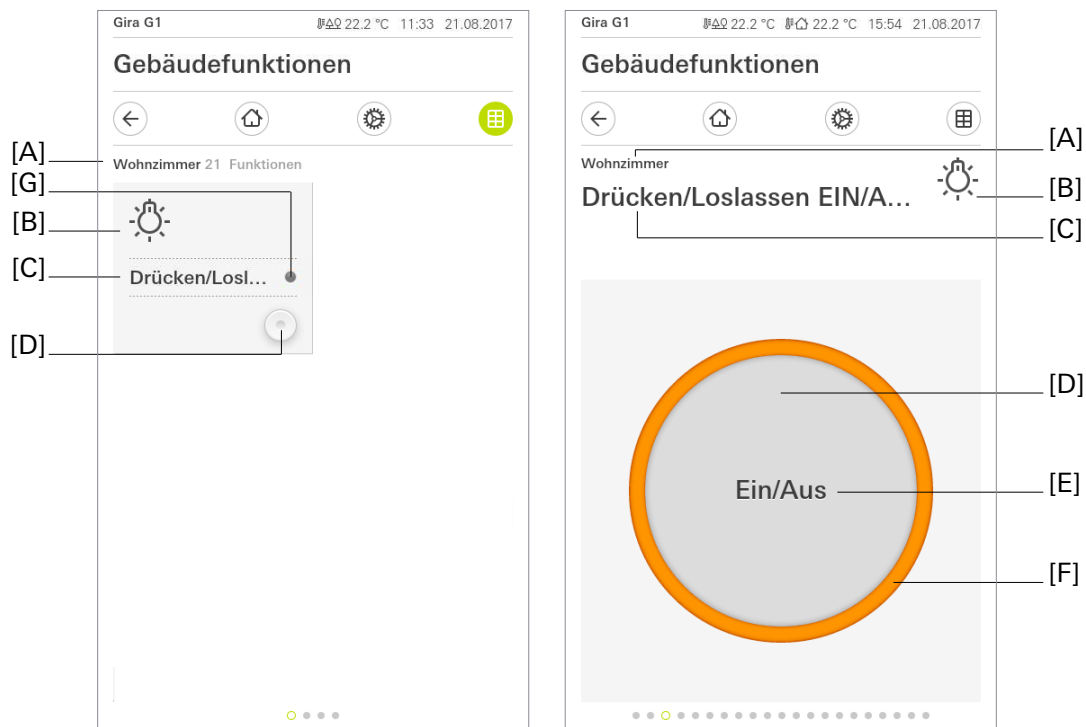 Gira G1 22.2 °C 11:33 21.08.2017
Gebäudefunktionen
[A] Wohnzimmer 21 Funktionen
[G]
[B]
[C] Drücken/Losl...
[D]
Gira G1 22.2 °C 22.2 °C 15:54 21.08.2017
Gebäudefunktionen
[A]
Wohnzimmer
[B]
Drücken/Loslassen EIN/A...
[C]
[D]
Ein/Aus [E]
[F]